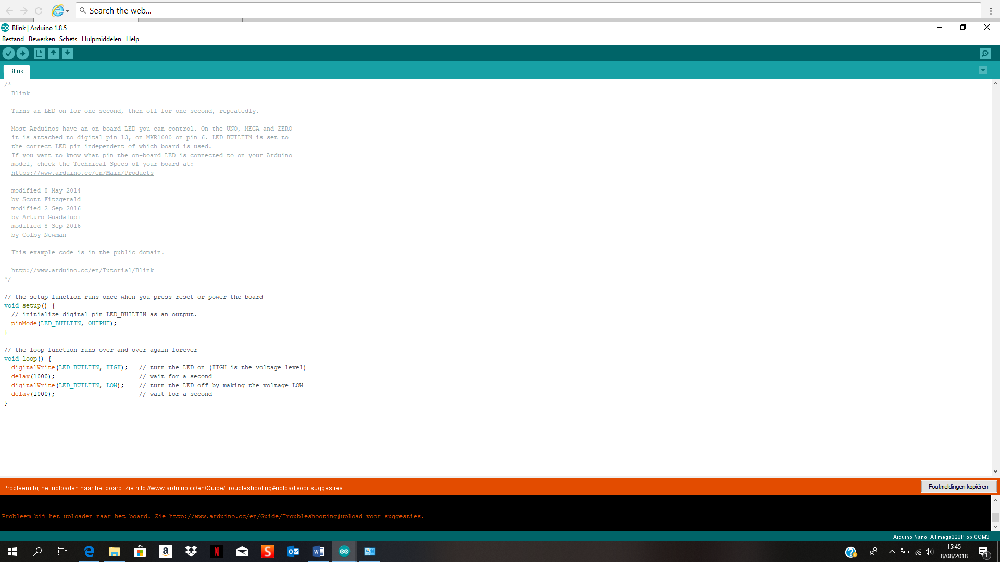 Search the web...
Blink | Arduino 1.8.5
Bestand Bewerken Schets Hulpmiddelen Help
Blink
/*
Blink
Turns an LED on for one second, then off for one second, repeatedly.
Most Arduinos have an on-board LED you can control. On the UNO, MEGA and ZERO
it is attached to digital pin 13, on MKR1000 on pin 6. LED_BUILTIN is set to
the correct LED pin independent of which board is used.
If you want to know what pin the on-board LED is connected to on your Arduino
model, check the Technical Specs of your board at:
https://www.arduino.cc/en/Main/Products
modified 8 May 2014
by Scott Fitzgerald
modified 2 Sep 2016
by Arturo Guadalupi
modified 8 Sep 2016
by Colby Newman
This example code is in the public domain.
http://www.arduino.cc/en/Tutorial/Blink
*/
// the setup function runs once when you press reset or power the board
void setup() {
// initialize digital pin LED_BUILTIN as an output.
pinMode(LED_BUILTIN, OUTPUT);
}
// the loop function runs over and over again forever
void loop() {
digitalWrite(LED_BUILTIN, HIGH); // turn the LED on (HIGH is the voltage level)
delay(1000); // wait for a second
digitalWrite(LED_BUILTIN, LOW); // turn the LED off by making the voltage LOW
delay(1000); // wait for a second
}
Probleem bij het uploaden naar het board. Zie http://www.arduino.cc/en/Guide/Troubleshooting#upload voor suggesties.
Foutmeldingen kopiëren
Probleem bij het uploaden naar het board. Zie http://www.arduino.cc/en/Guide/Troubleshooting#upload voor suggesties.
Arduino Nano, ATmega328P op COM3
15:45
8/08/2018
1